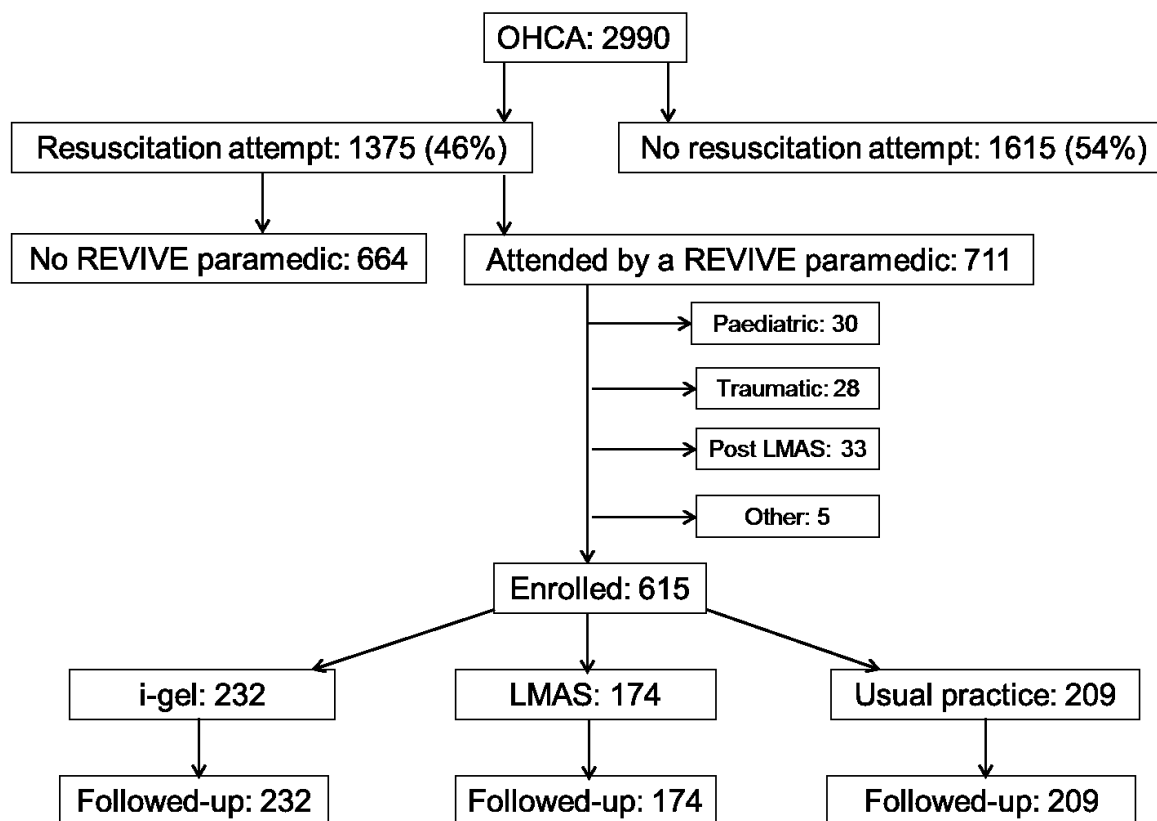 OHCA: 2990
Resuscitation attempt: 1375 (46%)
No resuscitation attempt: 1615 (54%)
No REVIVE paramedic: 664
Attended by a REVIVE paramedic: 711
Paediatric: 30
Traumatic: 28
Post LMAS: 33
Other: 5
Enrolled: 615
i-gel: 232
LMAS: 174
Usual practice: 209
Followed-up: 232
Followed-up: 174
Followed-up: 209